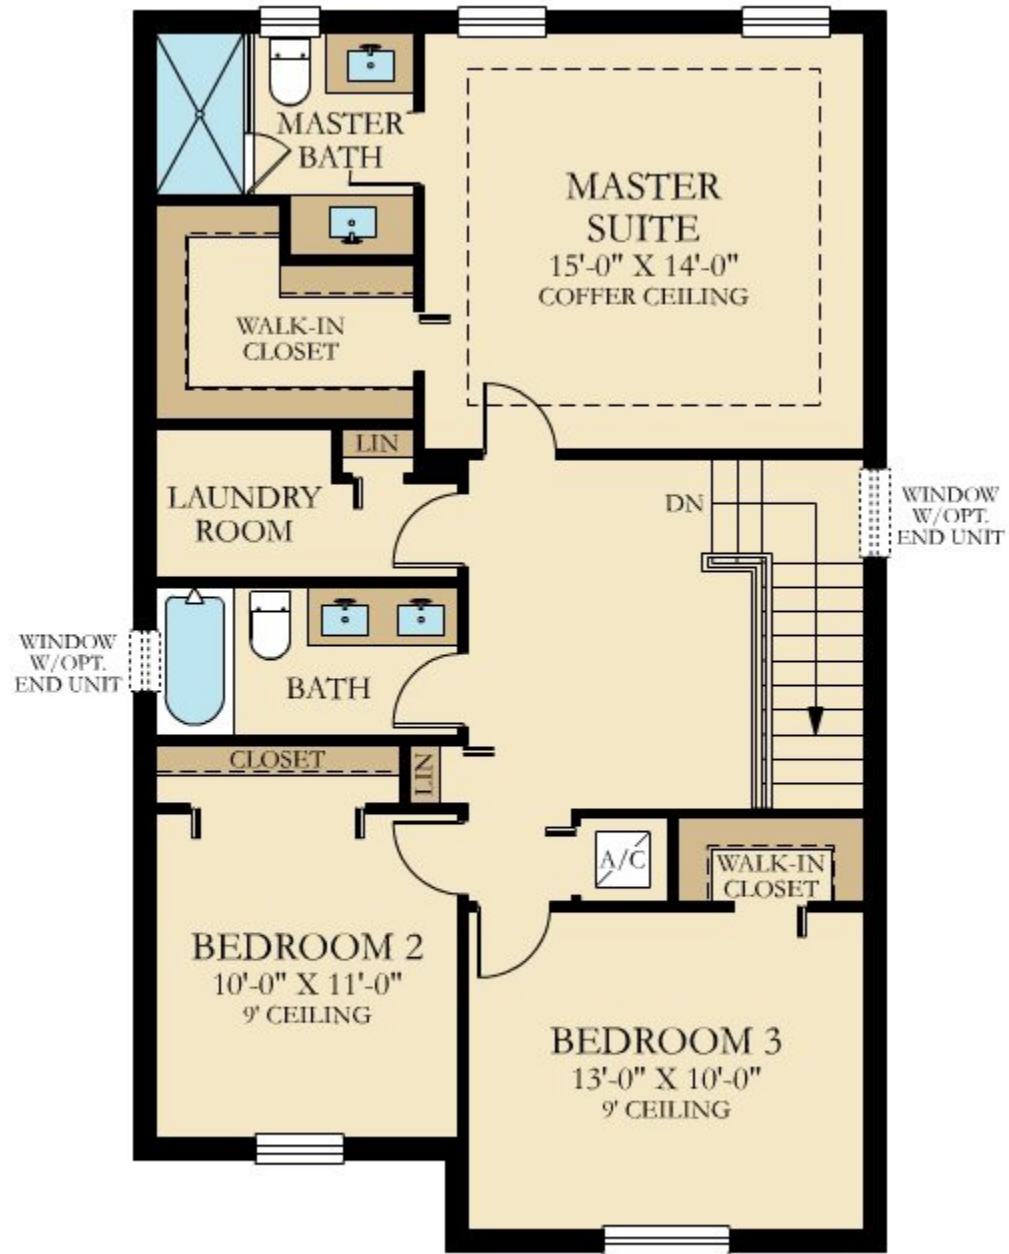 MASTER
BATH
MASTER
SUITE
15'-0" X 14'-0"
COFFER CEILING
WALK-IN
CLOSET
LIN
LAUNDRY
ROOM
DN
WINDOW
W/OPT.
END UNIT
WINDOW
W/OPT.
END UNIT
BATH
CLOSET
LIN
A/C
WALK-IN
CLOSET
BEDROOM 2
10'-0" X 11'-0"
9' CEILING
BEDROOM 3
13'-0" X 10'-0"
9' CEILING